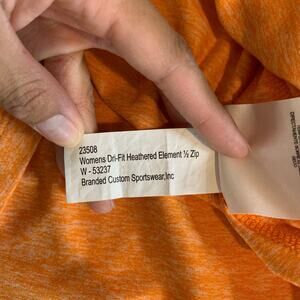 23508
Womens Dri-Fit Heathered Element ½ Zip
W - 53237
Branded Custom Sportswear,Inc